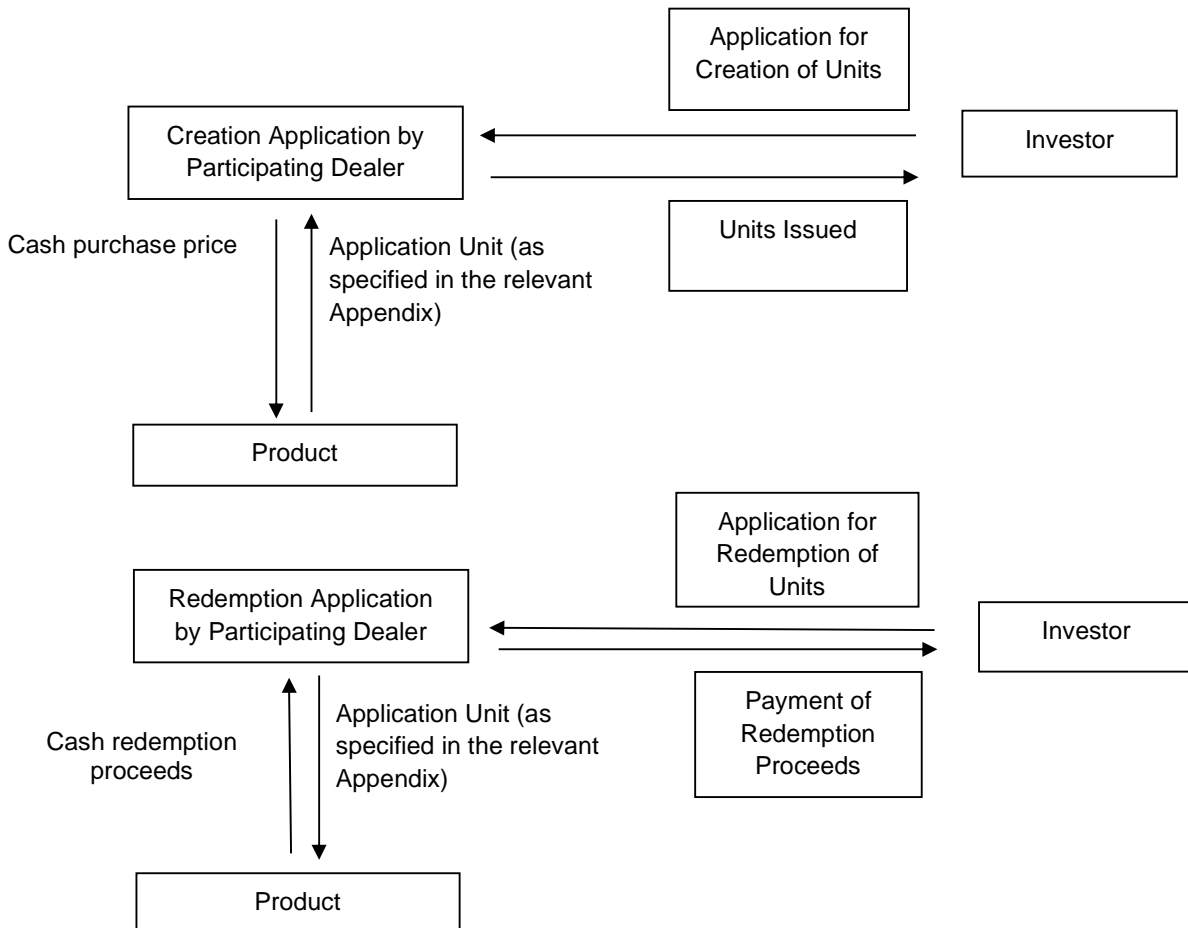 Application for
Creation of Units
Creation Application by
Participating Dealer
Investor
Units Issued
Cash purchase price
Application Unit (as
specified in the relevant
Appendix)
Product
Application for
Redemption of
Units
Redemption Application
by Participating Dealer
Investor
Payment of
Redemption
Proceeds
Cash redemption
proceeds
Application Unit (as
specified in the relevant
Appendix)
Product